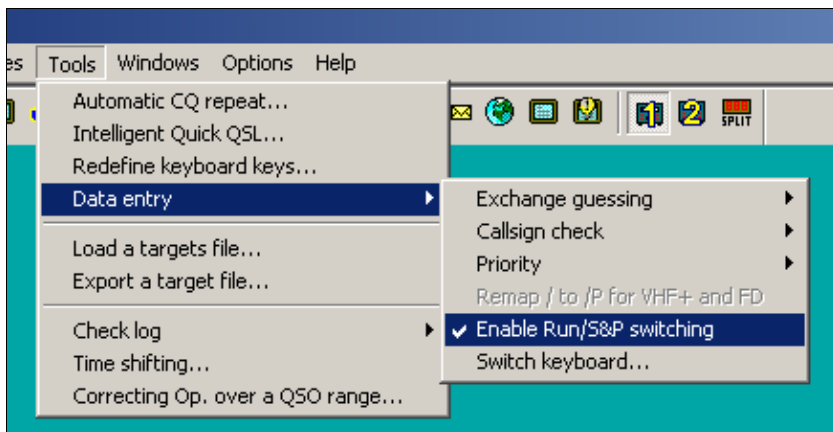 es Tools Windows Options Help
1 2 SPLIT
Automatic CQ repeat...
Intelligent Quick QSL...
Redefine keyboard keys...
Data entry
Load a targets file...
Export a target file...
Check log
Time shifting...
Correcting Op. over a QSO range...
Exchange guessing
Callsign check
Priority
Remap / to /P for VHF+ and FD
Enable Run/S&P switching
Switch keyboard...